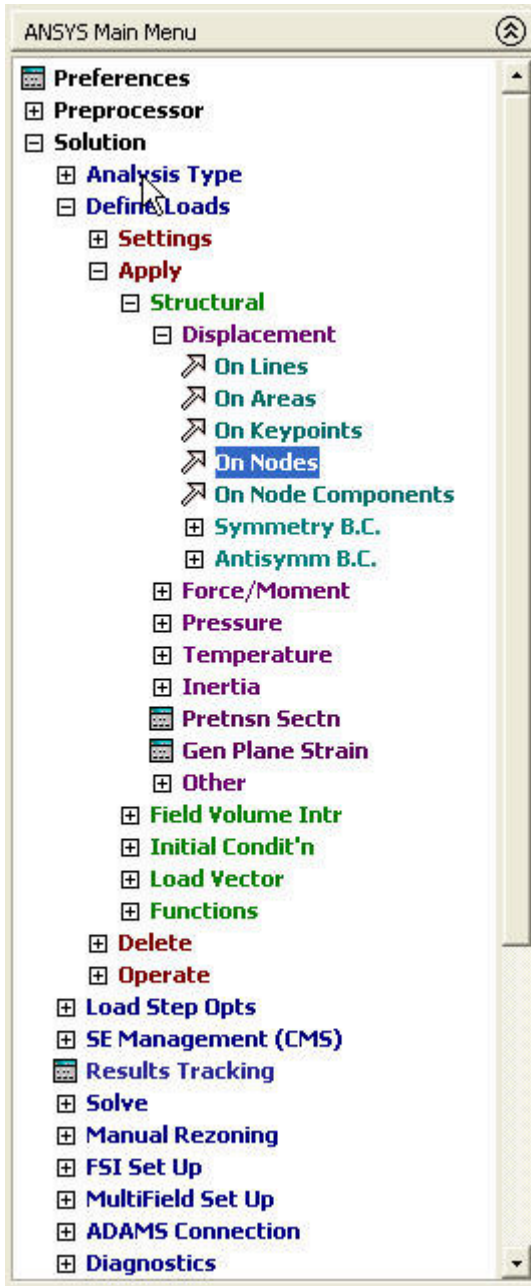 ANSYS Main Menu
Preferences
Preprocessor
Solution
Analysis Type
Define Loads
Settings
Apply
Structural
Displacement
On Lines
On Areas
On Keypoints
On Nodes
On Node Components
Symmetry B.C.
Antisymm B.C.
Force/Moment
Pressure
Temperature
Inertia
Pretnsn Sectn
Gen Plane Strain
Other
Field Volume Intr
Initial Condit'n
Load Vector
Functions
Delete
Operate
Load Step Opts
SE Management (CMS)
Results Tracking
Solve
Manual Rezoning
FSI Set Up
MultiField Set Up
ADAMS Connection
Diagnostics